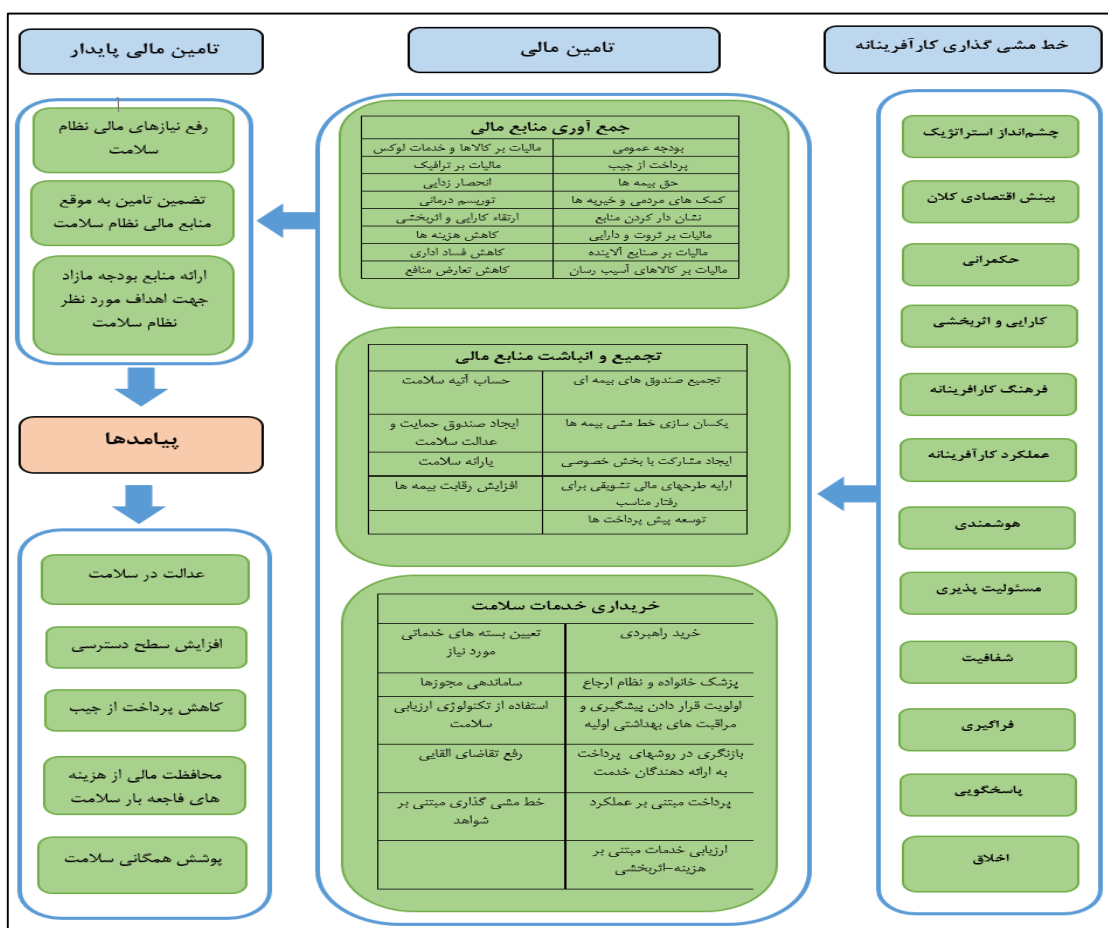 خط مشی گذاری کارآفرینانه
چشم‌انداز استراتژیک
بینش اقتصادی کلان
حکمرانی
کارایی و اثربخشی
فرهنگ کارافرینانه
عملکرد کارآفرینانه
هوشمندی
مسئولیت پذیری
شفافیت
فراگیری
پاسخگویی
اخلاق
تامین مالی
جمع آوری منابع مالی
بودجه عمومی
مالیات بر کالاها و خدمات لوکس
پرداخت از جیب
مالیات بر ترافیک
حق بیمه ها
انحصار زدایی
کمک های مردمی و خیریه ها
توریسم درمانی
نشان دار کردن منابع
ارتقاء کارایی و اثربخشی
مالیات بر ثروت و دارایی
کاهش هزینه ها
مالیات بر صنایع آلاینده
کاهش فساد اداری
مالیات بر کالاهای آسیب رسان
کاهش تعارض منافع
تجمیع و انباشت منابع مالی
تجمیع صندوق های بیمه ای
حساب آتیه سلامت
یکسان سازی خط مشی بیمه ها
ایجاد صندوق حمایت و
عدالت سلامت
ایجاد مشارکت با بخش خصوصی
یارانه سلامت
ارایه طرحهای مالی تشویقی برای
رفتار مناسب
افزایش رقابت بیمه ها
توسعه پیش پرداخت ها
خریداری خدمات سلامت
خرید راهبردی
تعیین بسته های خدماتی
مورد نیاز
پزشک خانواده و نظام ارجاع
ساماندهی مجوزها
اولویت قرار دادن پیشگیری و
مراقبت های بهداشتی اولیه
استفاده از تکنولوژی ارزیابی
سلامت
بازنگری در روشهای پرداخت
به ارائه دهندگان خدمت
رفع تقاضای القایی
پرداخت مبتنی بر عملکرد
خط مشی گذاری مبتنی بر
شواهد
ارزیابی خدمات مبتنی بر
هزینه-اثربخشی
تامین مالی پایدار
رفع نیازهای مالی نظام
سلامت
تضمین تامین به موقع
منابع مالی نظام سلامت
ارائه منابع بودجه مازاد
جهت اهداف مورد نظر
نظام سلامت
پیامدها
عدالت در سلامت
افزایش سطح دسترسی
کاهش پرداخت از جیب
محافظت مالی از هزینه
های فاجعه بار سلامت
پوشش همگانی سلامت